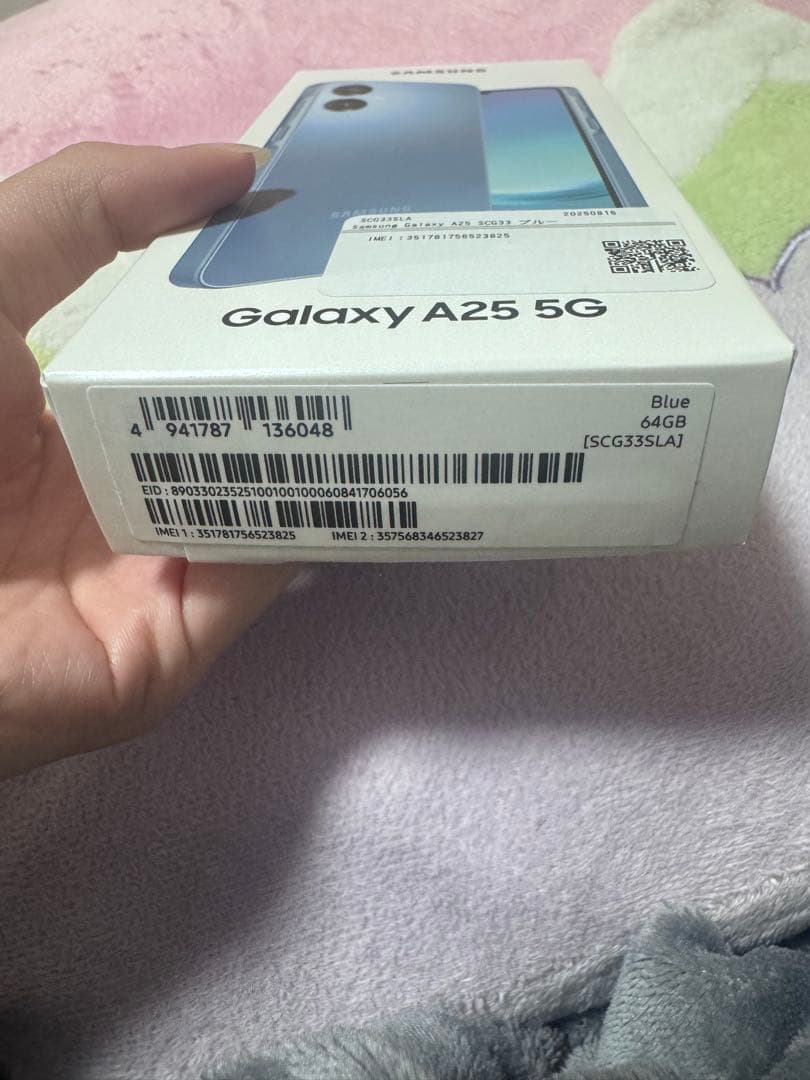 SAMSUNG
SAMSUNG
SCG33SLA 20250916
Samsung Galaxy A25 SCG33 ブルー
IMEI : 351781756523825
Galaxy A25 5G
Blue
64GB
[SCG33SLA]
4 941787 136048
EID : 89033023525100100100060841706056
IMEI 1 : 351781756523825 IMEI 2 : 357568346523827